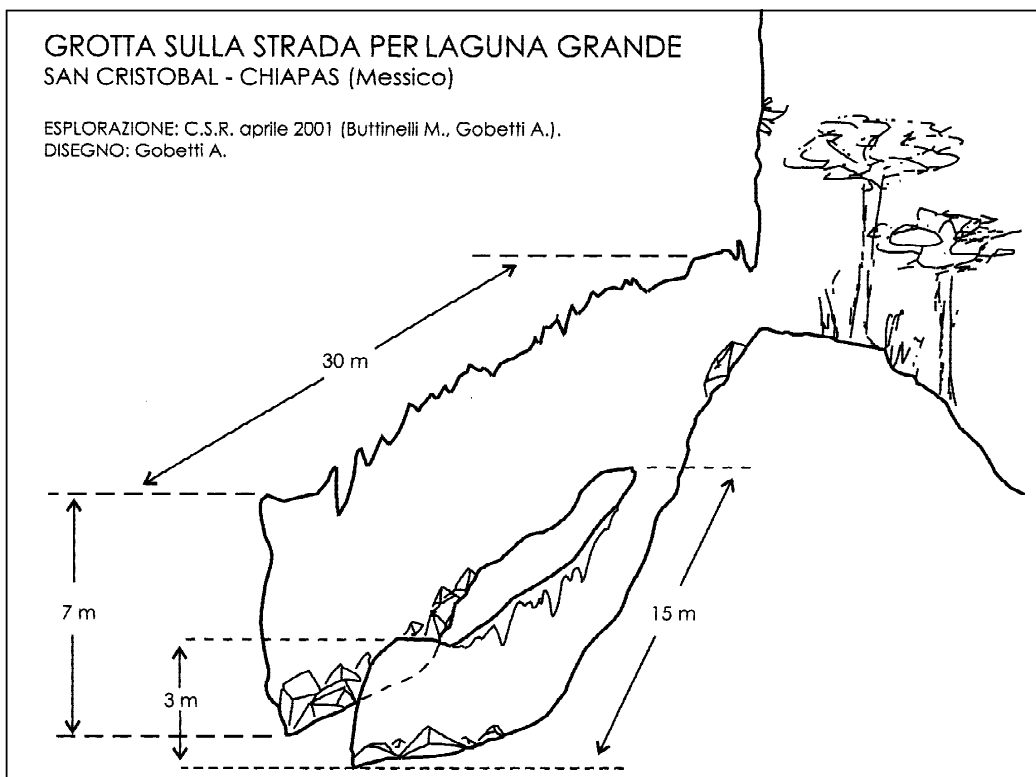 GROTTA SULLA STRADA PER LAGUNA GRANDE
SAN CRISTOBAL - CHIAPAS (Messico)
ESPLORAZIONE: C.S.R. aprile 2001 (Buttinelli M., Gobetti A.).
DISEGNO: Gobetti A.
30 m
7 m
15 m
3 m